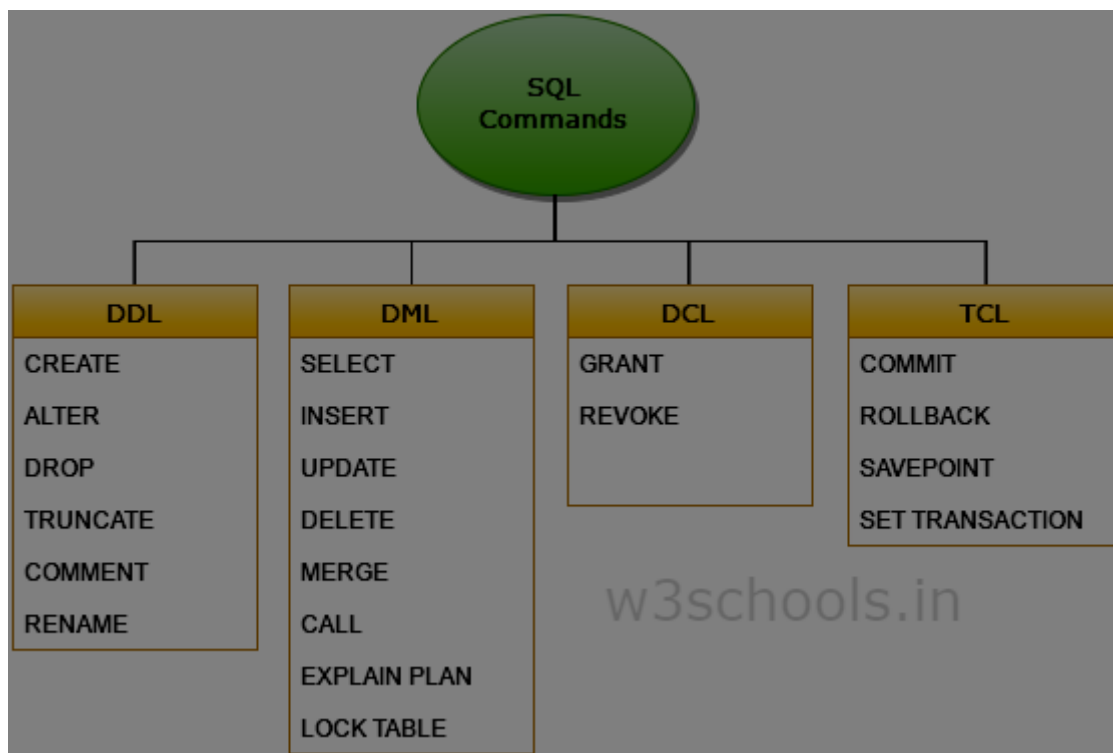 SQL
Commands
DDL
CREATE
ALTER
DROP
TRUNCATE
COMMENT
RENAME
DML
SELECT
INSERT
UPDATE
DELETE
MERGE
CALL
EXPLAIN PLAN
LOCK TABLE
DCL
GRANT
REVOKE
TCL
COMMIT
ROLLBACK
SAVEPOINT
SET TRANSACTION
w3schools.in